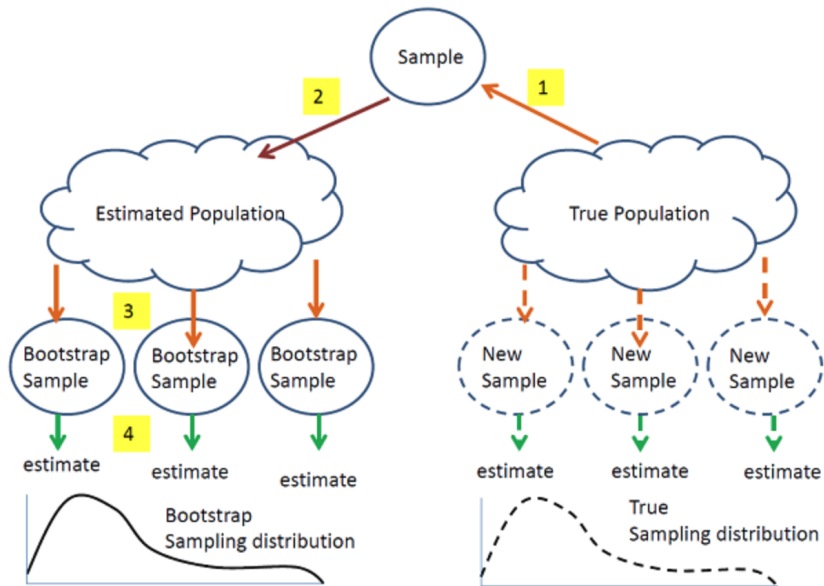 Sample
2
1
Estimated Population
True Population
3
Bootstrap
Sample
Bootstrap
Sample
Bootstrap
Sample
New
Sample
New
Sample
New
Sample
4
estimate
estimate
estimate
estimate
estimate
estimate
Bootstrap
Sampling distribution
True
Sampling distribution